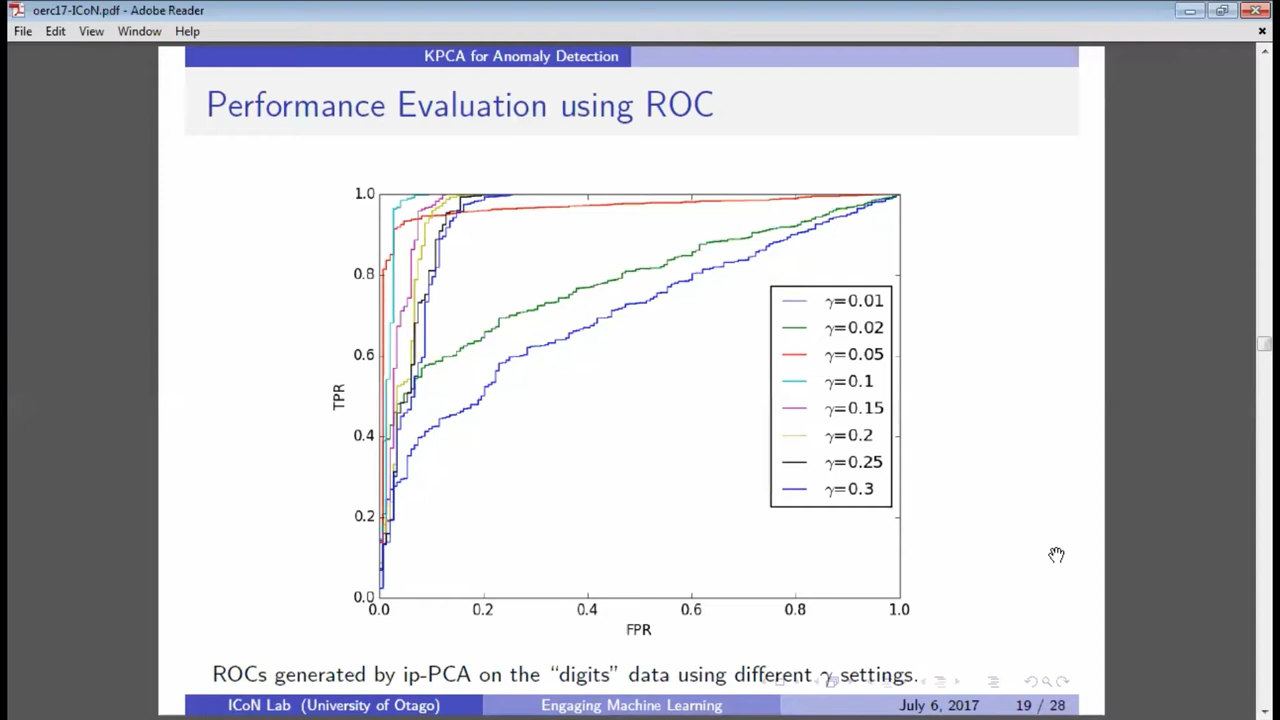 oerc17-ICoN.pdf - Adobe Reader
File Edit View Window Help
KPCA for Anomaly Detection
Performance Evaluation using ROC
1.0
0.8
0.6
0.4
0.2
0.0
TPR
0.0 0.2 0.4 0.6 0.8 1.0
FPR
γ=0.01
γ=0.02
γ=0.05
γ=0.1
γ=0.15
γ=0.2
γ=0.25
γ=0.3
ROCs generated by ip-PCA on the “digits” data using different γ settings.
ICoN Lab (University of Otago) Engaging Machine Learning July 6, 2017 19 / 28